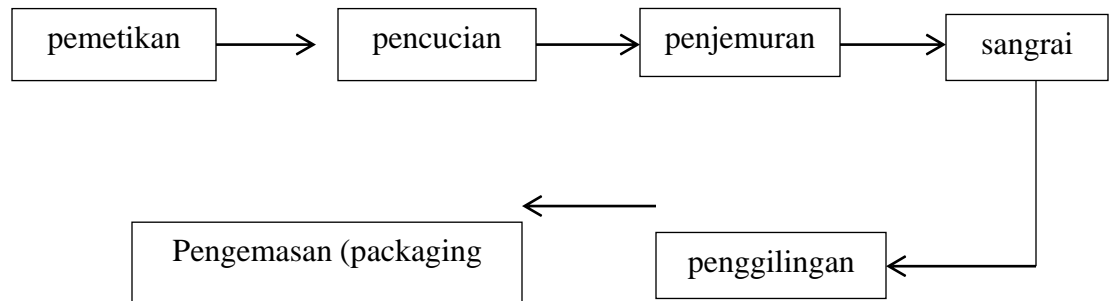 pemetikan
pencucian
penjemuran
sangrai
penggilingan
Pengemasan (packaging